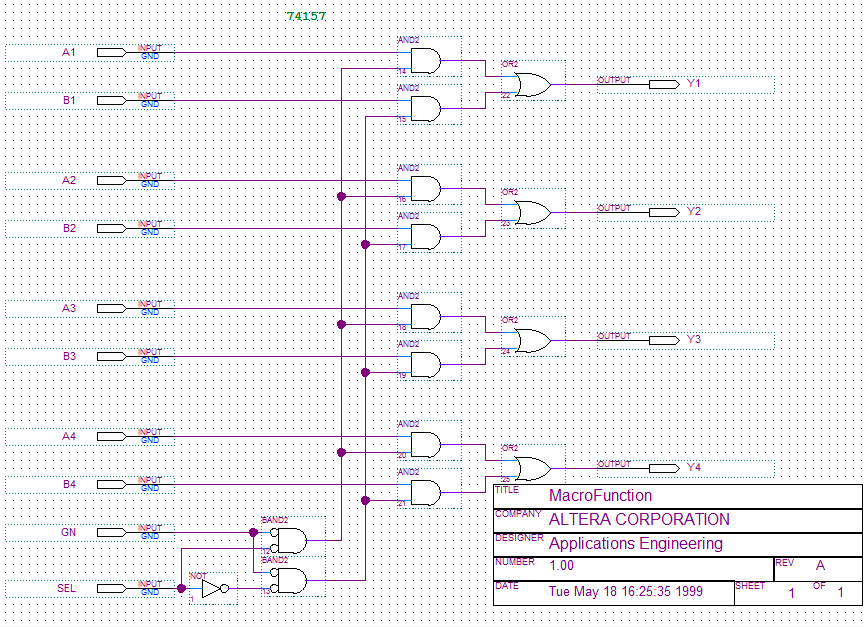 74157
A1 INPUT GND AND2 14
OR2 22 OUTPUT Y1
B1 INPUT GND AND2 15
A2 INPUT GND AND2 16
OR2 23 OUTPUT Y2
B2 INPUT GND AND2 17
A3 INPUT GND AND2 18
OR2 24 OUTPUT Y3
B3 INPUT GND AND2 19
A4 INPUT GND AND2 20
OR2 25 OUTPUT Y4
B4 INPUT GND AND2 21
GN INPUT GND BAND2 12
SEL INPUT GND NOT 1 BAND2 13
TITLE MacroFunction
COMPANY ALTERA CORPORATION
DESIGNER Applications Engineering
NUMBER 1.00 REV A
DATE Tue May 18 16:25:35 1999 SHEET 1 OF 1